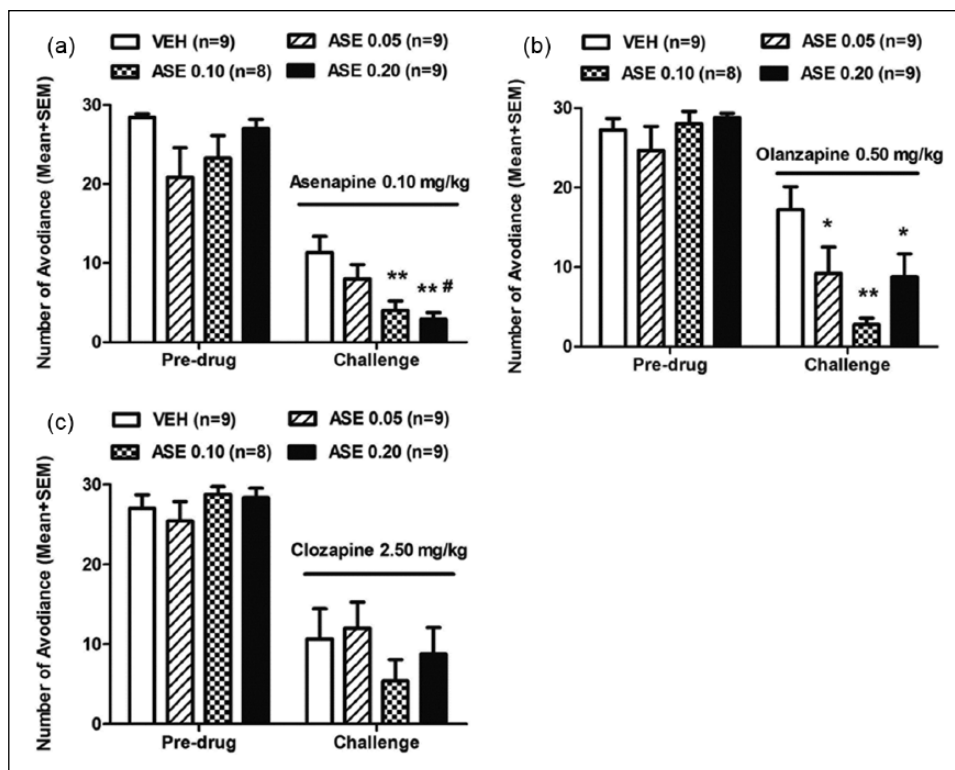 (a)
VEH (n=9) ASE 0.05 (n=9)
ASE 0.10 (n=8) ASE 0.20 (n=9)
Number of Avodiance (Mean+SEM)
30
20
10
0
Asenapine 0.10 mg/kg
** ** #
Pre-drug Challenge
(b)
VEH (n=9) ASE 0.05 (n=9)
ASE 0.10 (n=8) ASE 0.20 (n=9)
Number of Avodiance (Mean+SEM)
30
20
10
0
Olanzapine 0.50 mg/kg
* ** *
Pre-drug Challenge
(c)
VEH (n=9) ASE 0.05 (n=9)
ASE 0.10 (n=8) ASE 0.20 (n=9)
Number of Avodiance (Mean+SEM)
30
20
10
0
Clozapine 2.50 mg/kg
Pre-drug Challenge